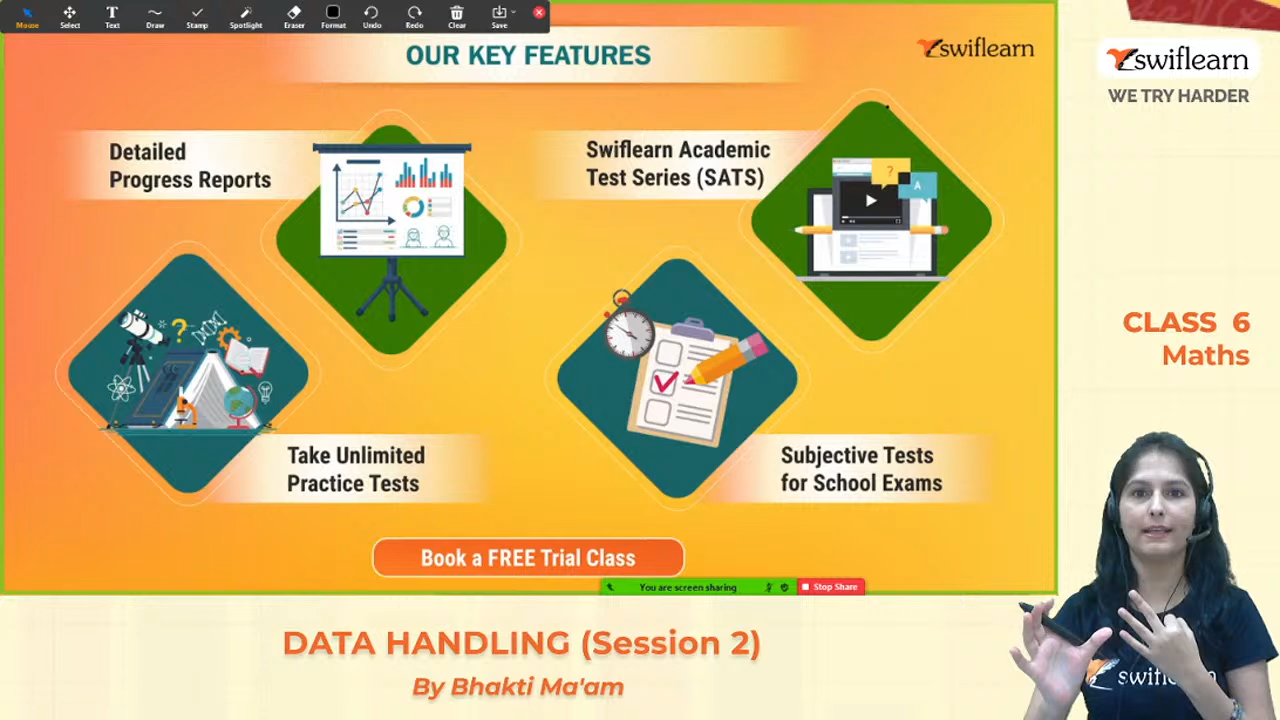 Mouse
Select
Text
Draw
Stamp
Spotlight
Eraser
Format
Undo
Redo
Clear
Save
OUR KEY FEATURES
swiflearn
swiflearn
WE TRY HARDER
Detailed
Progress Reports
Swiflearn Academic
Test Series (SATS)
?
A
?
CLASS 6
Maths
Take Unlimited
Practice Tests
Subjective Tests
for School Exams
Book a FREE Trial Class
You are screen sharing
Stop Share
DATA HANDLING (Session 2)
By Bhakti Ma'am
swiflearn